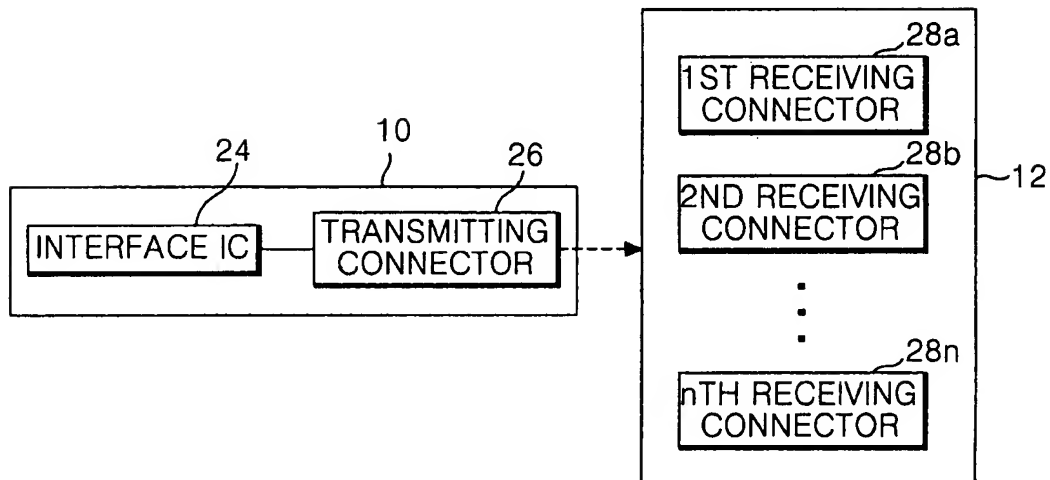 28a
1ST RECEIVING
CONNECTOR
10
24
26
28b
12
INTERFACE IC
TRANSMITTING
CONNECTOR
2ND RECEIVING
CONNECTOR
28n
nTH RECEIVING
CONNECTOR